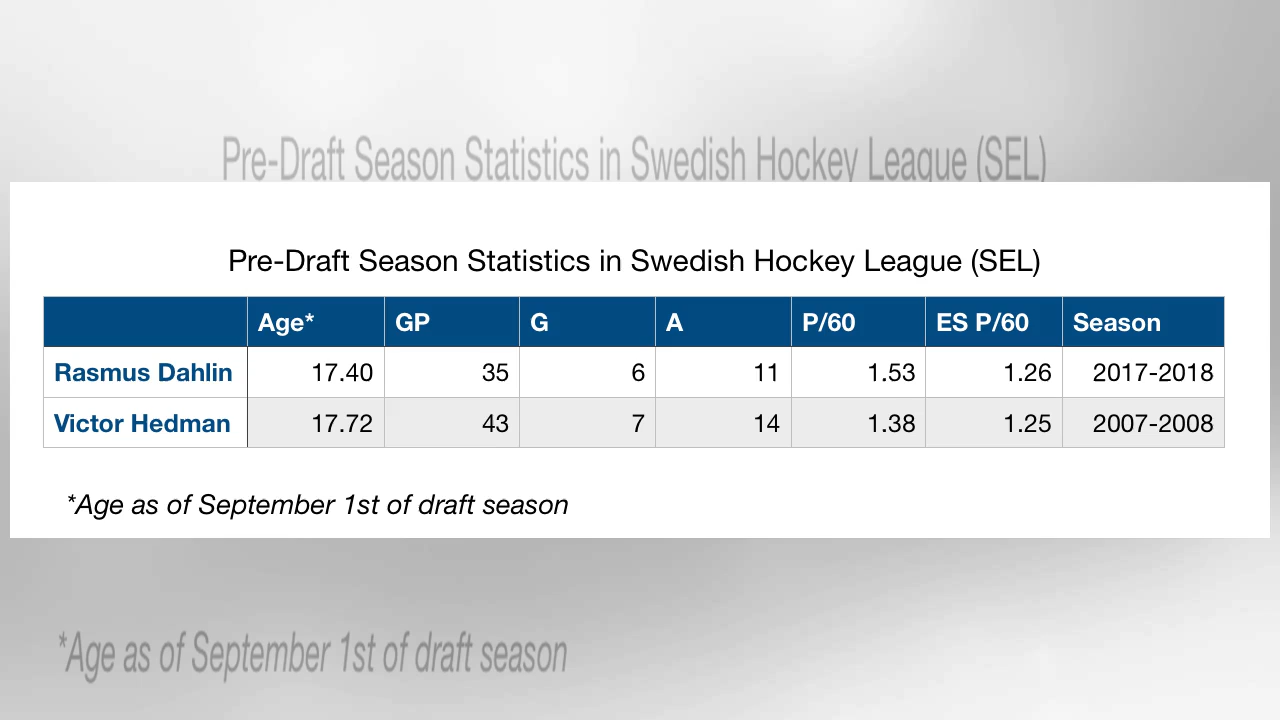 Pre-Draft Season Statistics in Swedish Hockey League (SEL)
Pre-Draft Season Statistics in Swedish Hockey League (SEL)
Age* GP G A P/60 ES P/60 Season
Rasmus Dahlin 17.40 35 6 11 1.53 1.26 2017-2018
Victor Hedman 17.72 43 7 14 1.38 1.25 2007-2008
*Age as of September 1st of draft season
*Age as of September 1st of draft season